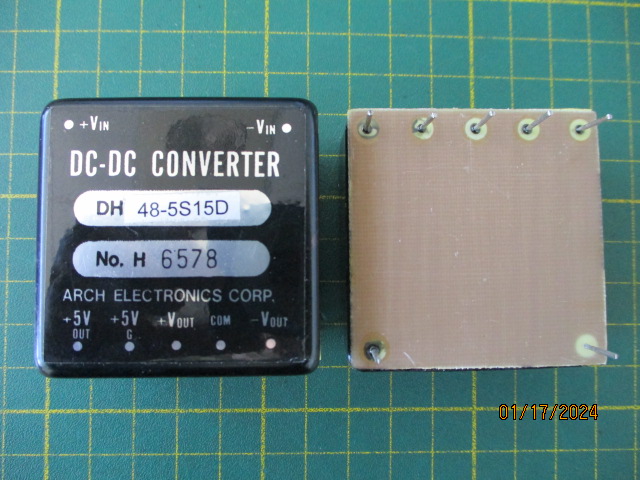 +VIN -VIN
DC-DC CONVERTER
DH 48-5S15D
No. H 6578
ARCH ELECTRONICS CORP.
+5V +5V +VOUT COM -VOUT
OUT G
01/17/2024